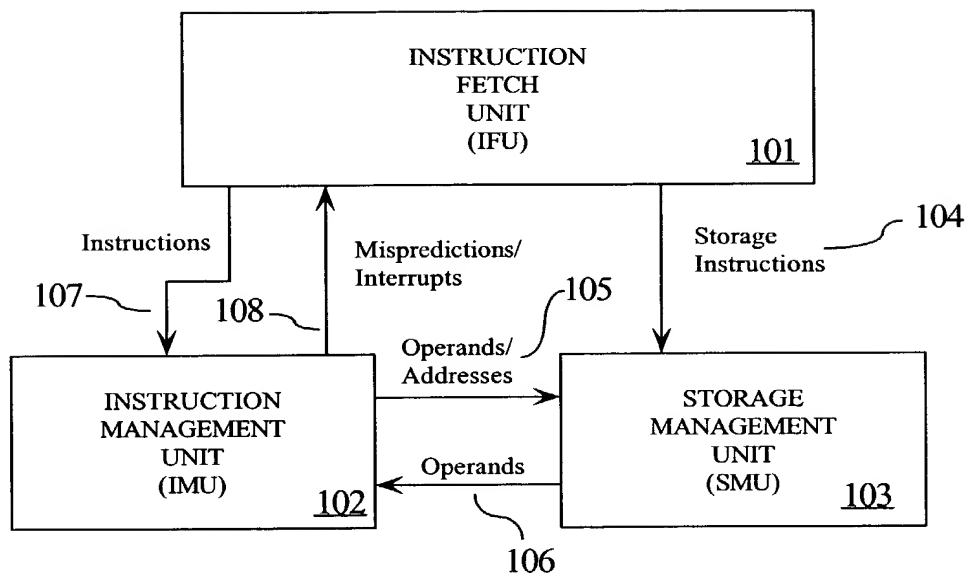 INSTRUCTION
FETCH
UNIT
(IFU)
101
Instructions
Mispredictions/
Interrupts
Storage
Instructions
104
107
108
105
Operands/
Addresses
INSTRUCTION
MANAGEMENT
UNIT
(IMU)
102
Operands
106
STORAGE
MANAGEMENT
UNIT
(SMU)
103